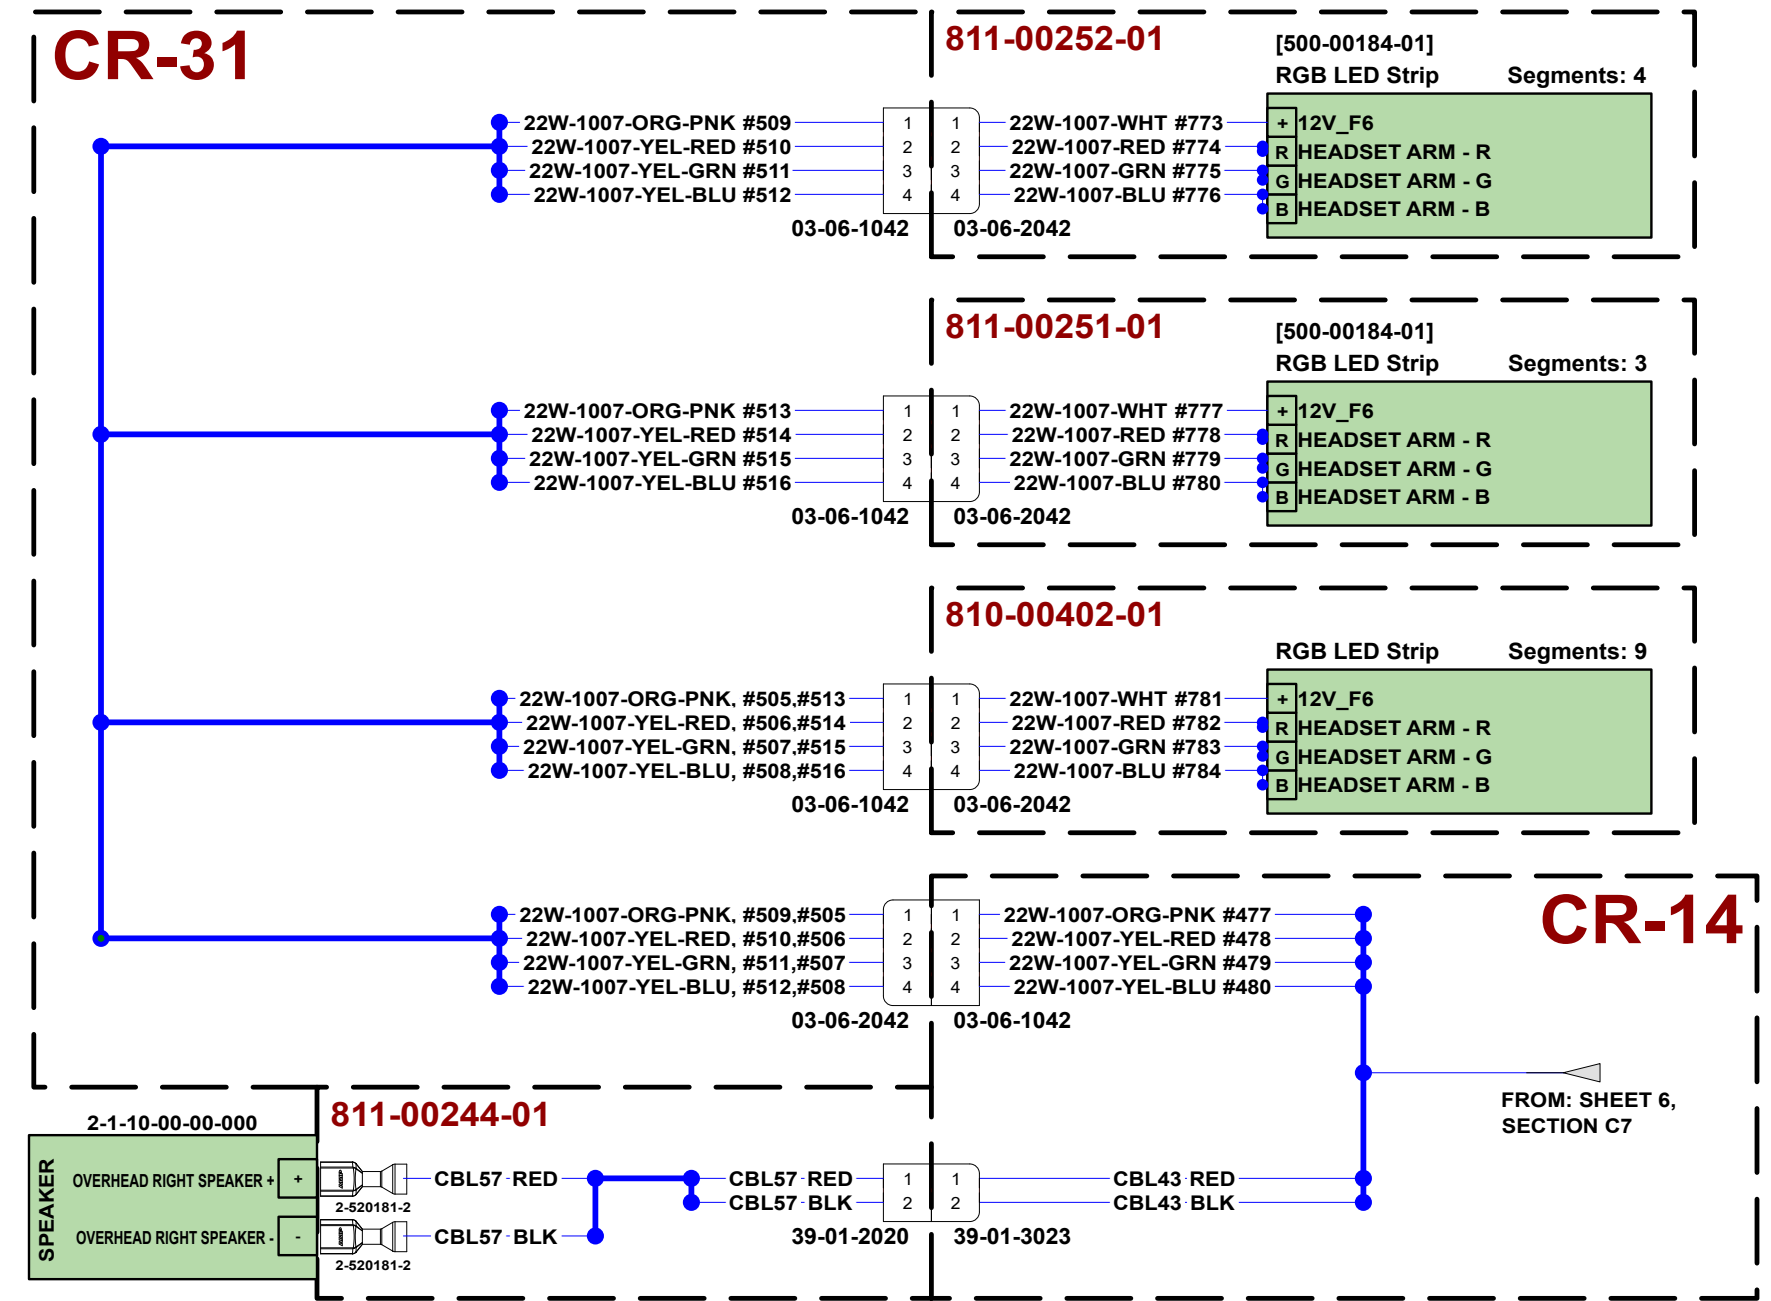 CR-31
811-00252-01
[500-00184-01]
RGB LED Strip Segments: 4
22W-1007-ORG-PNK #509 1 1 22W-1007-WHT #773 + 12V_F6
22W-1007-YEL-RED #510 2 2 22W-1007-RED #774 R HEADSET ARM - R
22W-1007-YEL-GRN #511 3 3 22W-1007-GRN #775 G HEADSET ARM - G
22W-1007-YEL-BLU #512 4 4 22W-1007-BLU #776 B HEADSET ARM - B
03-06-1042 03-06-2042
811-00251-01
[500-00184-01]
RGB LED Strip Segments: 3
22W-1007-ORG-PNK #513 1 1 22W-1007-WHT #777 + 12V_F6
22W-1007-YEL-RED #514 2 2 22W-1007-RED #778 R HEADSET ARM - R
22W-1007-YEL-GRN #515 3 3 22W-1007-GRN #779 G HEADSET ARM - G
22W-1007-YEL-BLU #516 4 4 22W-1007-BLU #780 B HEADSET ARM - B
03-06-1042 03-06-2042
810-00402-01
RGB LED Strip Segments: 9
22W-1007-ORG-PNK, #505,#513 1 1 22W-1007-WHT #781 + 12V_F6
22W-1007-YEL-RED, #506,#514 2 2 22W-1007-RED #782 R HEADSET ARM - R
22W-1007-YEL-GRN, #507,#515 3 3 22W-1007-GRN #783 G HEADSET ARM - G
22W-1007-YEL-BLU, #508,#516 4 4 22W-1007-BLU #784 B HEADSET ARM - B
03-06-1042 03-06-2042
CR-14
22W-1007-ORG-PNK, #509,#505 1 1 22W-1007-ORG-PNK #477
22W-1007-YEL-RED, #510,#506 2 2 22W-1007-YEL-RED #478
22W-1007-YEL-GRN, #511,#507 3 3 22W-1007-YEL-GRN #479
22W-1007-YEL-BLU, #512,#508 4 4 22W-1007-YEL-BLU #480
03-06-2042 03-06-1042
FROM: SHEET 6,
SECTION C7
811-00244-01
2-1-10-00-00-000
SPEAKER
OVERHEAD RIGHT SPEAKER + + CBL57 RED CBL57 RED 1 1 CBL43 RED
2-520181-2 CBL57 BLK 2 2 CBL43 BLK
OVERHEAD RIGHT SPEAKER - - CBL57 BLK 39-01-2020 39-01-3023
2-520181-2